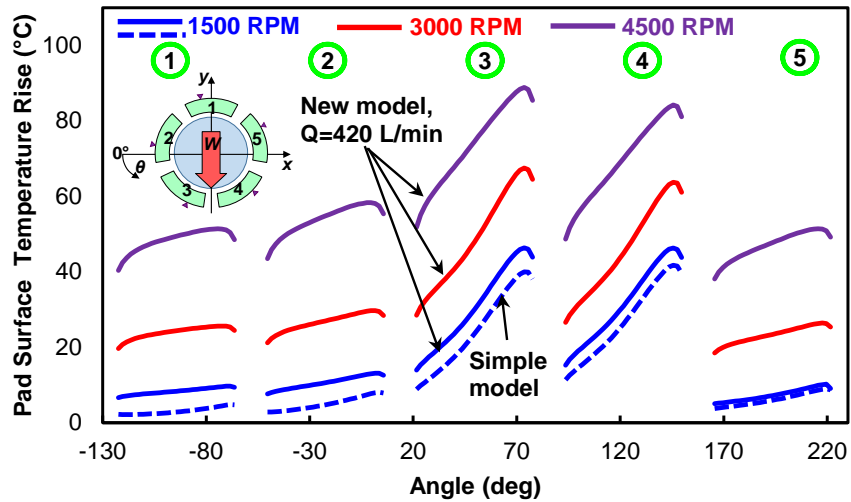 1500 RPM 3000 RPM 4500 RPM
100
80
60
40
20
0
Pad Surface Temperature Rise (°C)
1 2 3 4 5
y
1
2 W 5
0° x
θ
3 4
New model,
Q=420 L/min
Simple
model
-130 -80 -30 20 70 120 170 220
Angle (deg)